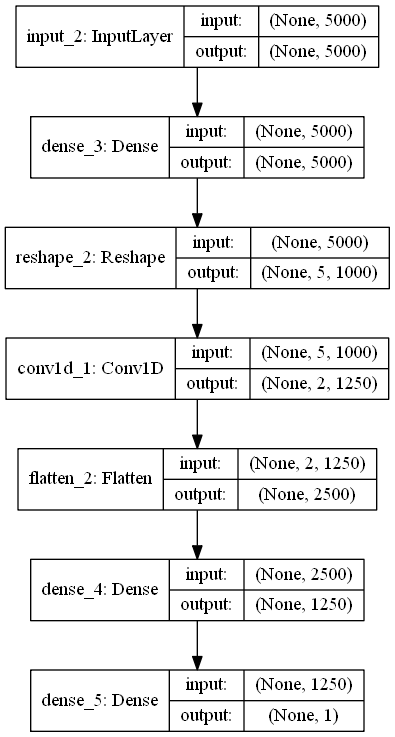 input_2: InputLayer input: (None, 5000)
output: (None, 5000)
dense_3: Dense input: (None, 5000)
output: (None, 5000)
reshape_2: Reshape input: (None, 5000)
output: (None, 5, 1000)
conv1d_1: Conv1D input: (None, 5, 1000)
output: (None, 2, 1250)
flatten_2: Flatten input: (None, 2, 1250)
output: (None, 2500)
dense_4: Dense input: (None, 2500)
output: (None, 1250)
dense_5: Dense input: (None, 1250)
output: (None, 1)